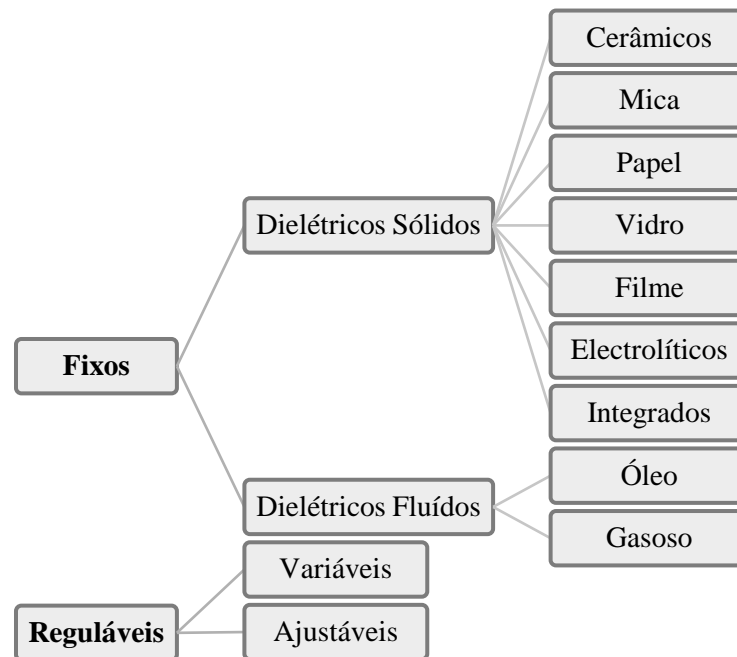 Cerâmicos
Mica
Papel
Vidro
Dielétricos Sólidos
Filme
Electrolíticos
Fixos
Integrados
Óleo
Dielétricos Fluídos
Gasoso
Variáveis
Reguláveis
Ajustáveis